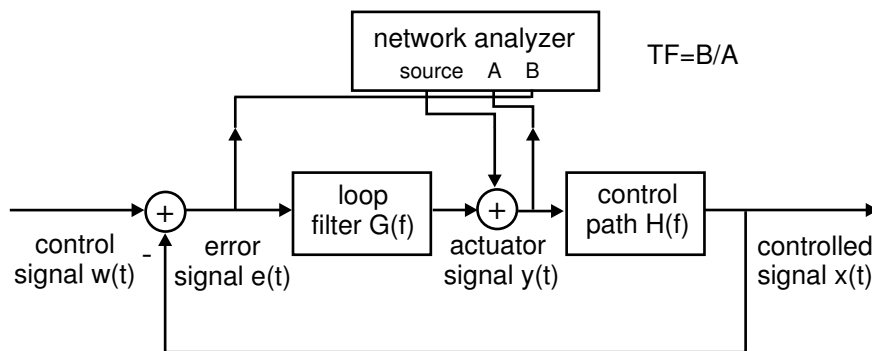 network analyzer
source A B
TF=B/A
loop
filter G(f)
control
path H(f)
+
+
-
control
signal w(t)
error
signal e(t)
actuator
signal y(t)
controlled
signal x(t)